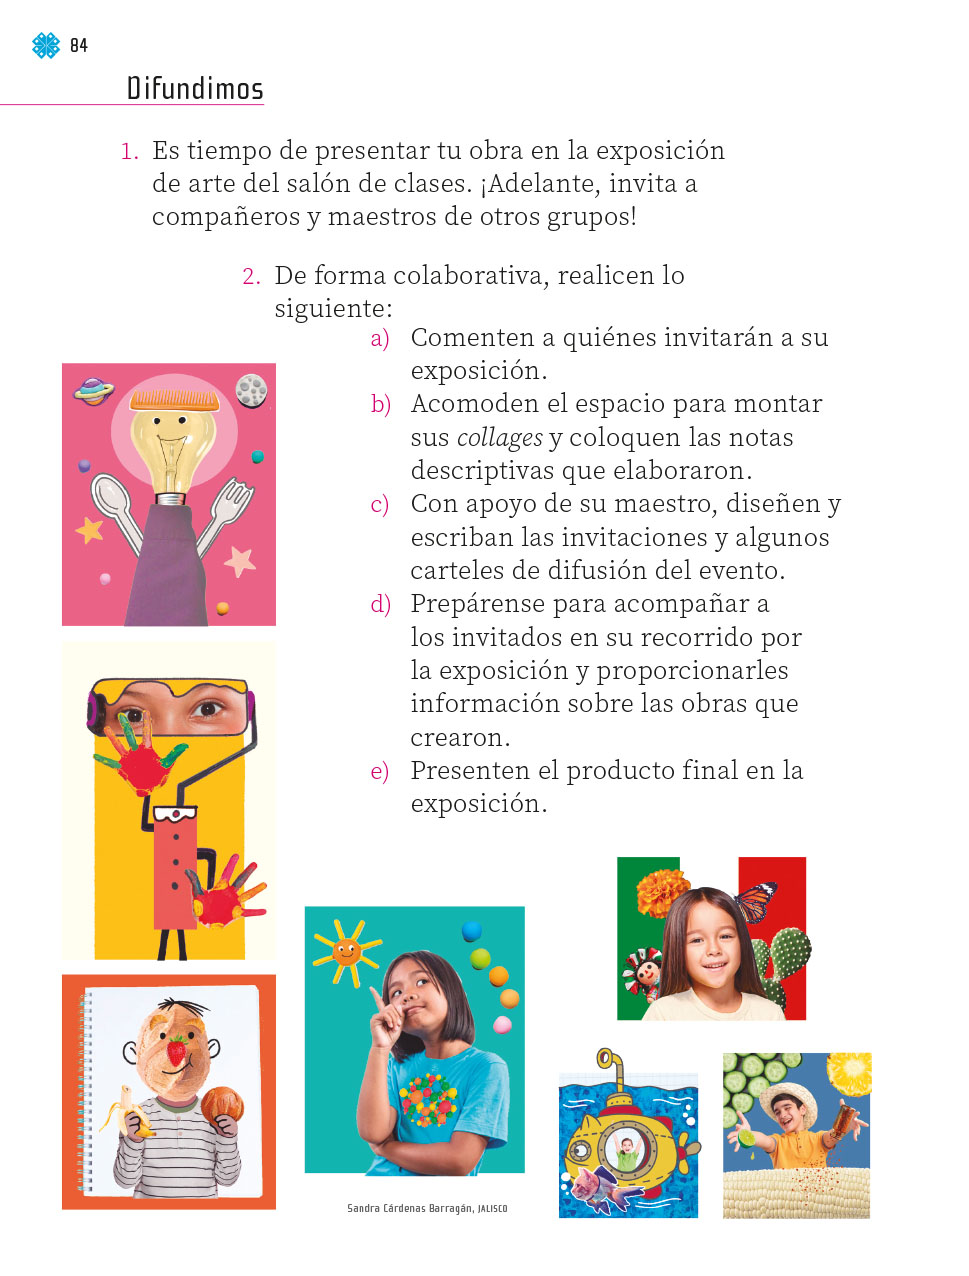 84
Difundimos
1. Es tiempo de presentar tu obra en la exposición
de arte del salón de clases. ¡Adelante, invita a
compañeros y maestros de otros grupos!
2. De forma colaborativa, realicen lo
siguiente:
a) Comenten a quiénes invitarán a su
exposición.
b) Acomoden el espacio para montar
sus collages y coloquen las notas
descriptivas que elaboraron.
c) Con apoyo de su maestro, diseñen y
escriban las invitaciones y algunos
carteles de difusión del evento.
d) Prepárense para acompañar a
los invitados en su recorrido por
la exposición y proporcionarles
información sobre las obras que
crearon.
e) Presenten el producto final en la
exposición.
Sandra Cárdenas Barragán, JALISCO